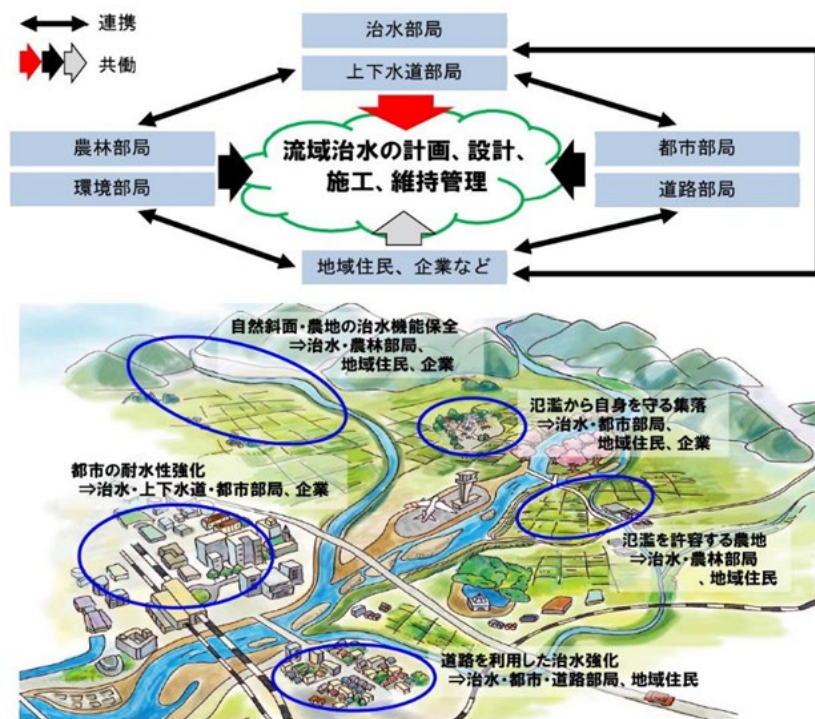 連携
共働
治水部局
上下水道部局
農林部局
環境部局
流域治水の計画、設計、
施工、維持管理
都市部局
道路部局
地域住民、企業など
自然斜面・農地の治水機能保全
⇒治水・農林部局、
地域住民、企業
氾濫から自身を守る集落
⇒治水・都市部局、
地域住民、企業
都市の耐水性強化
⇒治水・上下水道・都市部局、企業
氾濫を許容する農地
⇒治水・農林部局
、地域住民
道路を利用した治水強化
⇒治水・都市・道路部局、地域住民